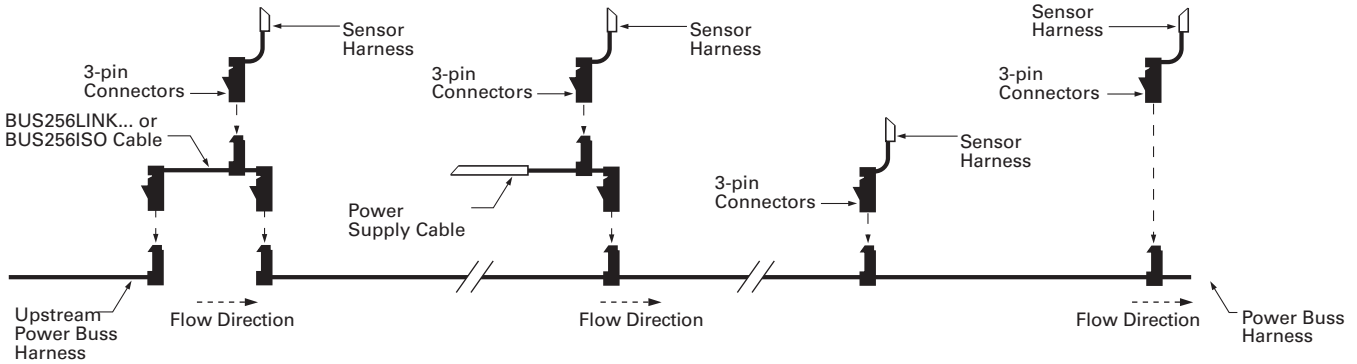 Sensor
Harness
3-pin
Connectors
BUS256LINK... or
BUS256ISO Cable
Upstream
Power Buss
Harness
Flow Direction
Sensor
Harness
3-pin
Connectors
Power
Supply Cable
Flow Direction
Sensor
Harness
3-pin
Connectors
Sensor
Harness
3-pin
Connectors
Flow Direction
Power Buss
Harness